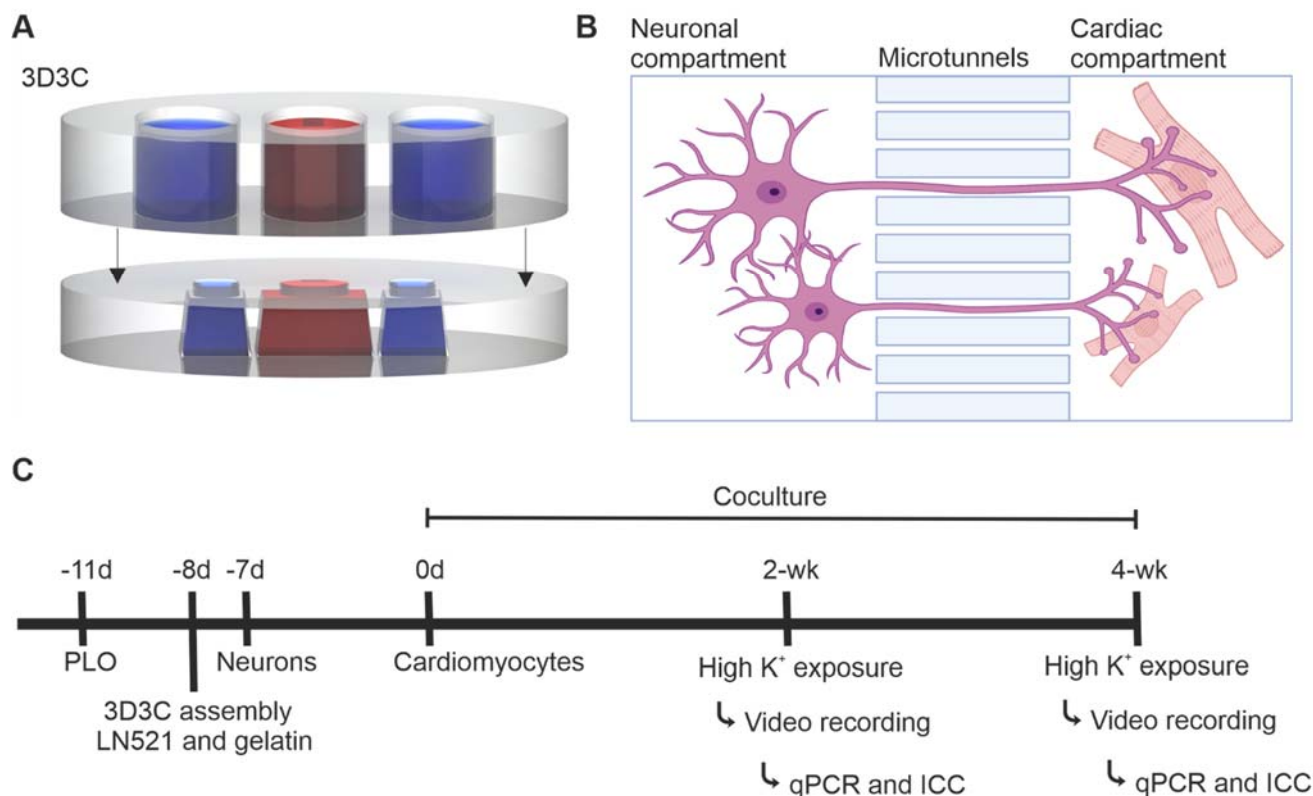 A
3D3C
B
Neuronal
compartment
Microtunnels
Cardiac
compartment
C
Coculture
-11d
-8d
-7d
0d
2-wk
4-wk
PLO
Neurons
Cardiomyocytes
High K⁺ exposure
High K⁺ exposure
3D3C assembly
LN521 and gelatin
Video recording
Video recording
qPCR and ICC
qPCR and ICC